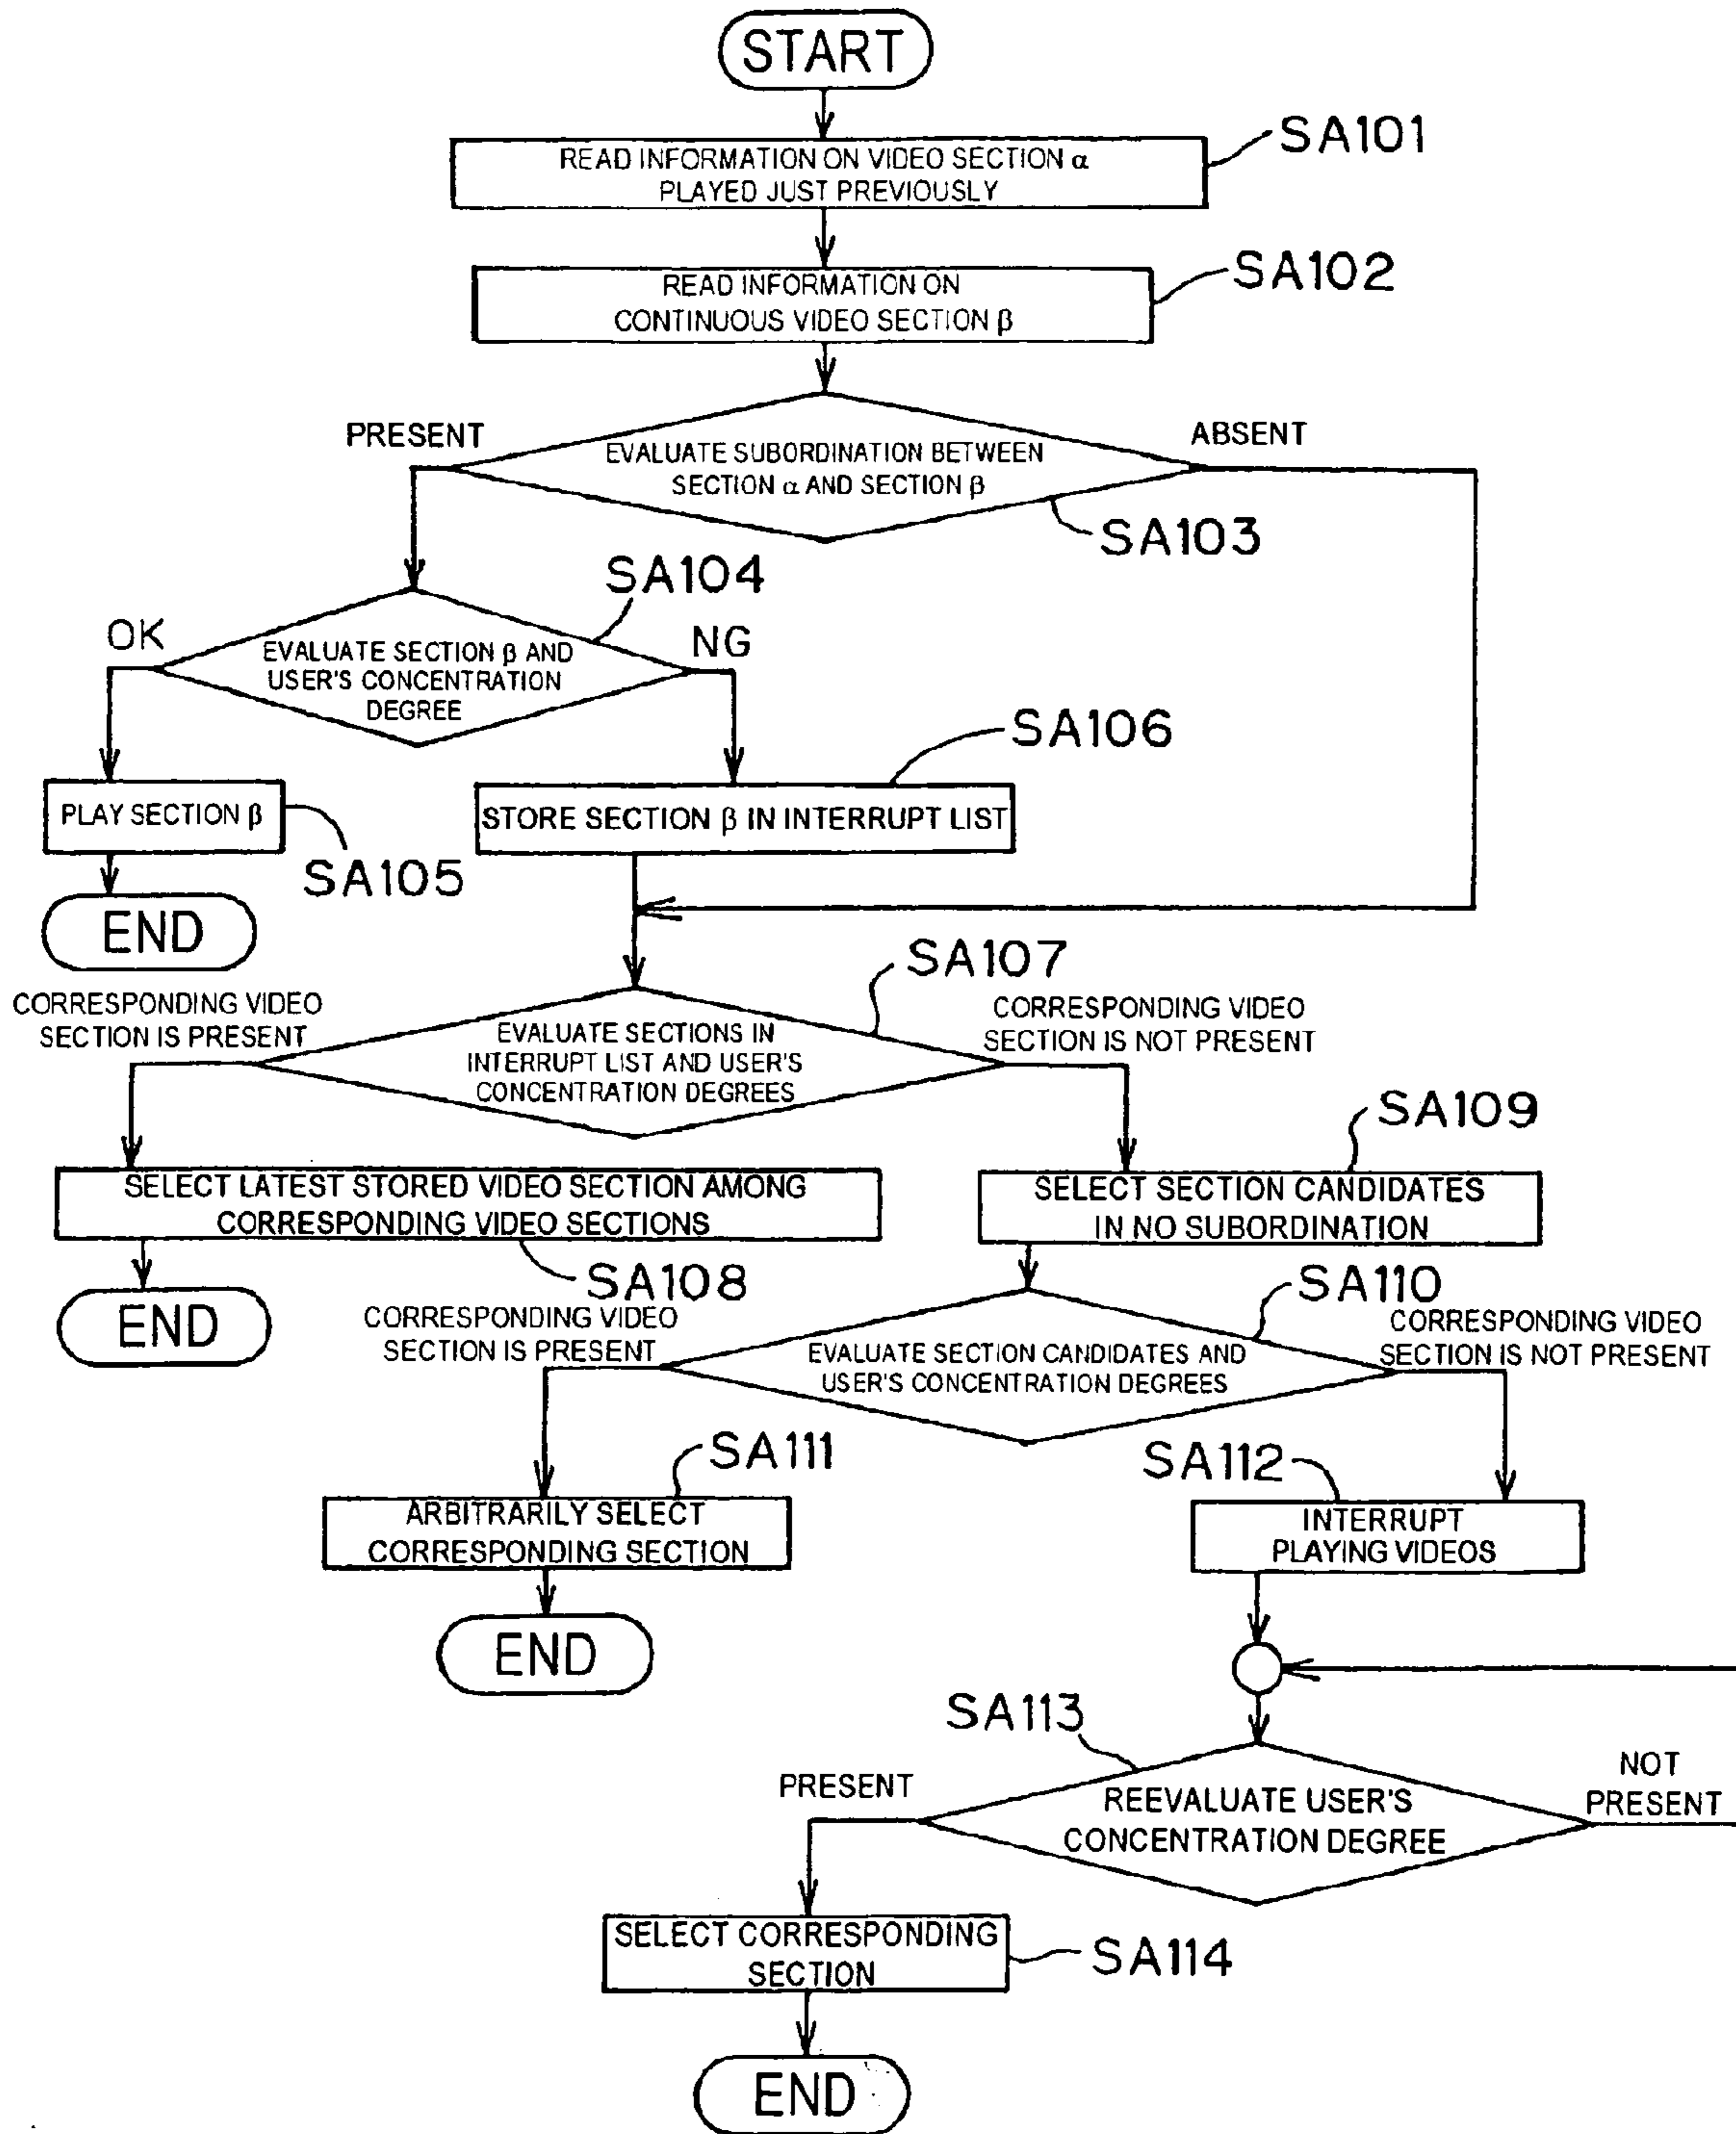 START
SA101
READ INFORMATION ON VIDEO SECTION α
PLAYED JUST PREVIOUSLY
SA102
READ INFORMATION ON
CONTINUOUS VIDEO SECTION β
PRESENT
ABSENT
EVALUATE SUBORDINATION BETWEEN
SECTION α AND SECTION β
SA103
SA104
OK
NG
EVALUATE SECTION β AND
USER'S CONCENTRATION
DEGREE
SA106
PLAY SECTION β
STORE SECTION β IN INTERRUPT LIST
SA105
END
SA107
CORRESPONDING VIDEO
SECTION IS PRESENT
CORRESPONDING VIDEO
SECTION IS NOT PRESENT
EVALUATE SECTIONS IN
INTERRUPT LIST AND USER'S
CONCENTRATION DEGREES
SA109
SELECT LATEST STORED VIDEO SECTION AMONG
CORRESPONDING VIDEO SECTIONS
SELECT SECTION CANDIDATES
IN NO SUBORDINATION
SA108
END
SA110
CORRESPONDING VIDEO
SECTION IS PRESENT
CORRESPONDING VIDEO
SECTION IS NOT PRESENT
EVALUATE SECTION CANDIDATES AND
USER'S CONCENTRATION DEGREES
SA111
SA112
ARBITRARILY SELECT
CORRESPONDING SECTION
INTERRUPT
PLAYING VIDEOS
END
SA113
PRESENT
NOT
PRESENT
REEVALUATE USER'S
CONCENTRATION DEGREE
SELECT CORRESPONDING
SECTION
SA114
END